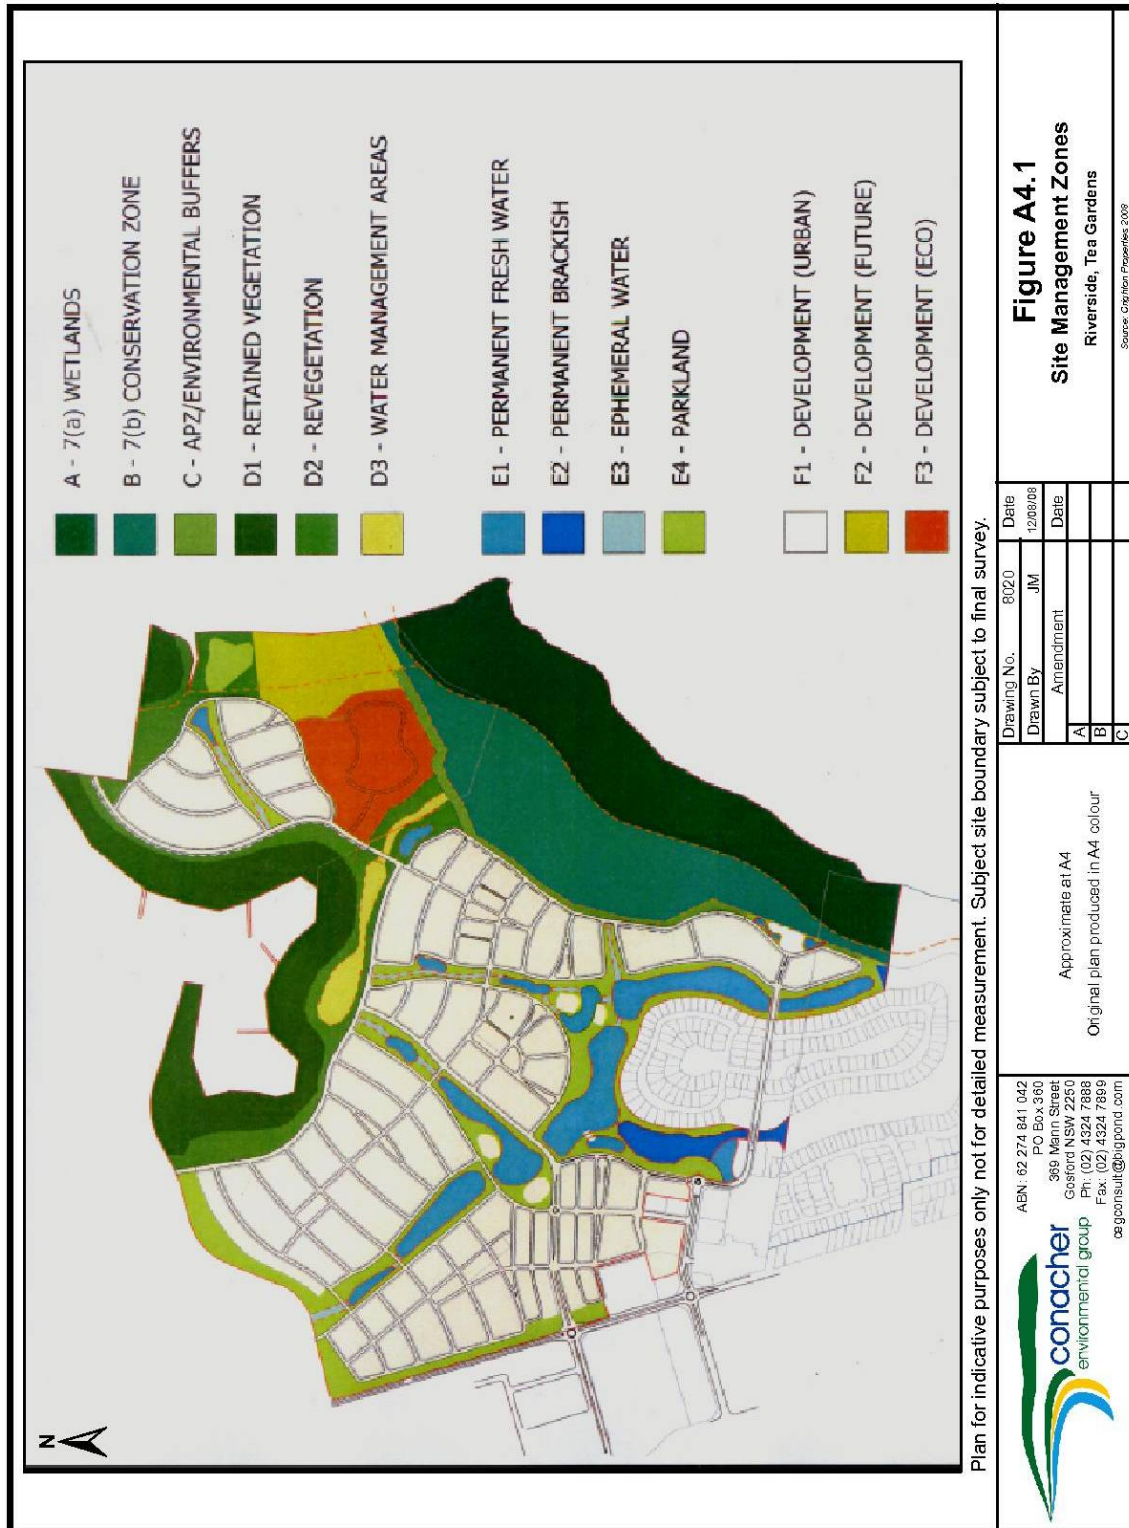 N
A - 7(a) WETLANDS
B - 7(b) CONSERVATION ZONE
C - APZ/ENVIRONMENTAL BUFFERS
D1 - RETAINED VEGETATION
D2 - REVEGETATION
D3 - WATER MANAGEMENT AREAS
E1 - PERMANENT FRESH WATER
E2 - PERMANENT BRACKISH
E3 - EPHEMERAL WATER
E4 - PARKLAND
F1 - DEVELOPMENT (URBAN)
F2 - DEVELOPMENT (FUTURE)
F3 - DEVELOPMENT (ECO)
Plan for indicative purposes only not for detailed measurement. Subject site boundary subject to final survey.
conacher
environmental group
ABN: 62 274 841 042
PO Box 360
369 Mann Street
Gosford NSW 2250
Ph: (02) 4324 7888
Fax: (02) 4324 7899
cegconsult@bigpond.com
Approximate at A4
Original plan produced in A4 colour
Drawing No. 8020 Date
Drawn By JM 12/08/08
Amendment Date
A
B
C
Figure A4.1
Site Management Zones
Riverside, Tea Gardens
Source: Crighton Properties 2008